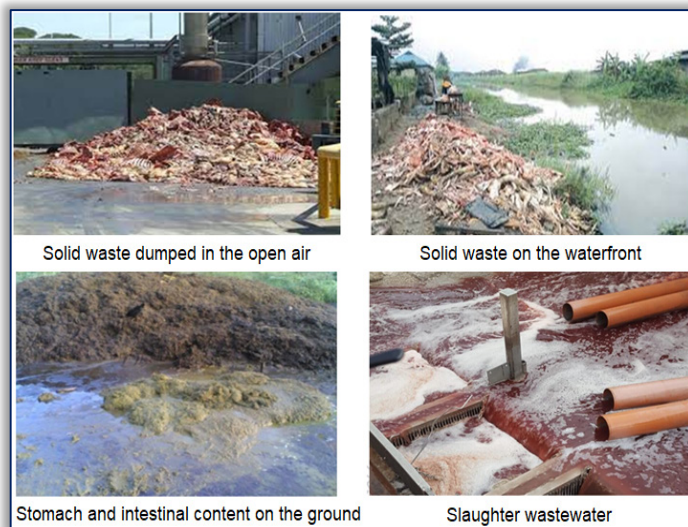 Solid waste dumped in the open air
Solid waste on the waterfront
Stomach and intestinal content on the ground
Slaughter wastewater